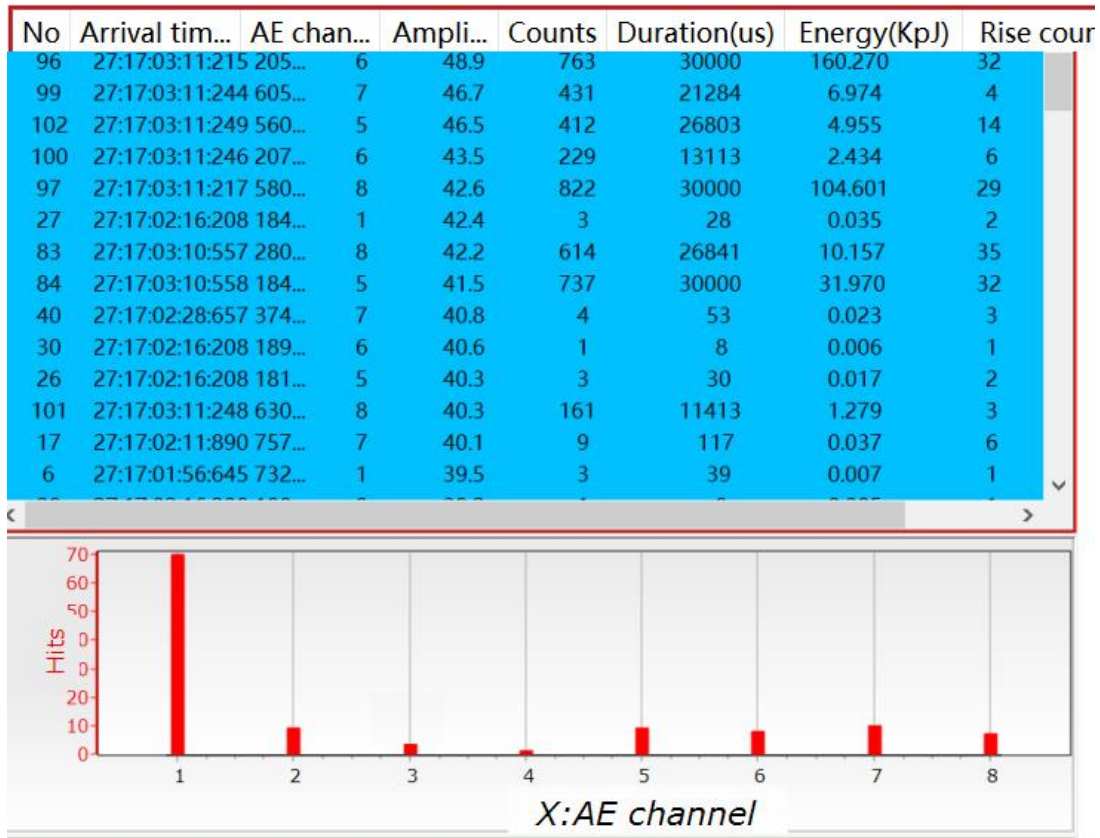 No Arrival tim... AE chan... Ampli... Counts Duration(us) Energy(KpJ) Rise coun
96 27:17:03:11:215 205... 6 48.9 763 30000 160.270 32
99 27:17:03:11:244 605... 7 46.7 431 21284 6.974 4
102 27:17:03:11:249 560... 5 46.5 412 26803 4.955 14
100 27:17:03:11:246 207... 6 43.5 229 13113 2.434 6
97 27:17:03:11:217 580... 8 42.6 822 30000 104.601 29
27 27:17:02:16:208 184... 1 42.4 3 28 0.035 2
83 27:17:03:10:557 280... 8 42.2 614 26841 10.157 35
84 27:17:03:10:558 184... 5 41.5 737 30000 31.970 32
40 27:17:02:28:657 374... 7 40.8 4 53 0.023 3
30 27:17:02:16:208 189... 6 40.6 1 8 0.006 1
26 27:17:02:16:208 181... 5 40.3 3 30 0.017 2
101 27:17:03:11:248 630... 8 40.3 161 11413 1.279 3
17 27:17:02:11:890 757... 7 40.1 9 117 0.037 6
6 27:17:01:56:645 732... 1 39.5 3 39 0.007 1
70
60
50
0
0
20
10
0
Hits
1 2 3 4 5 6 7 8
X:AE channel